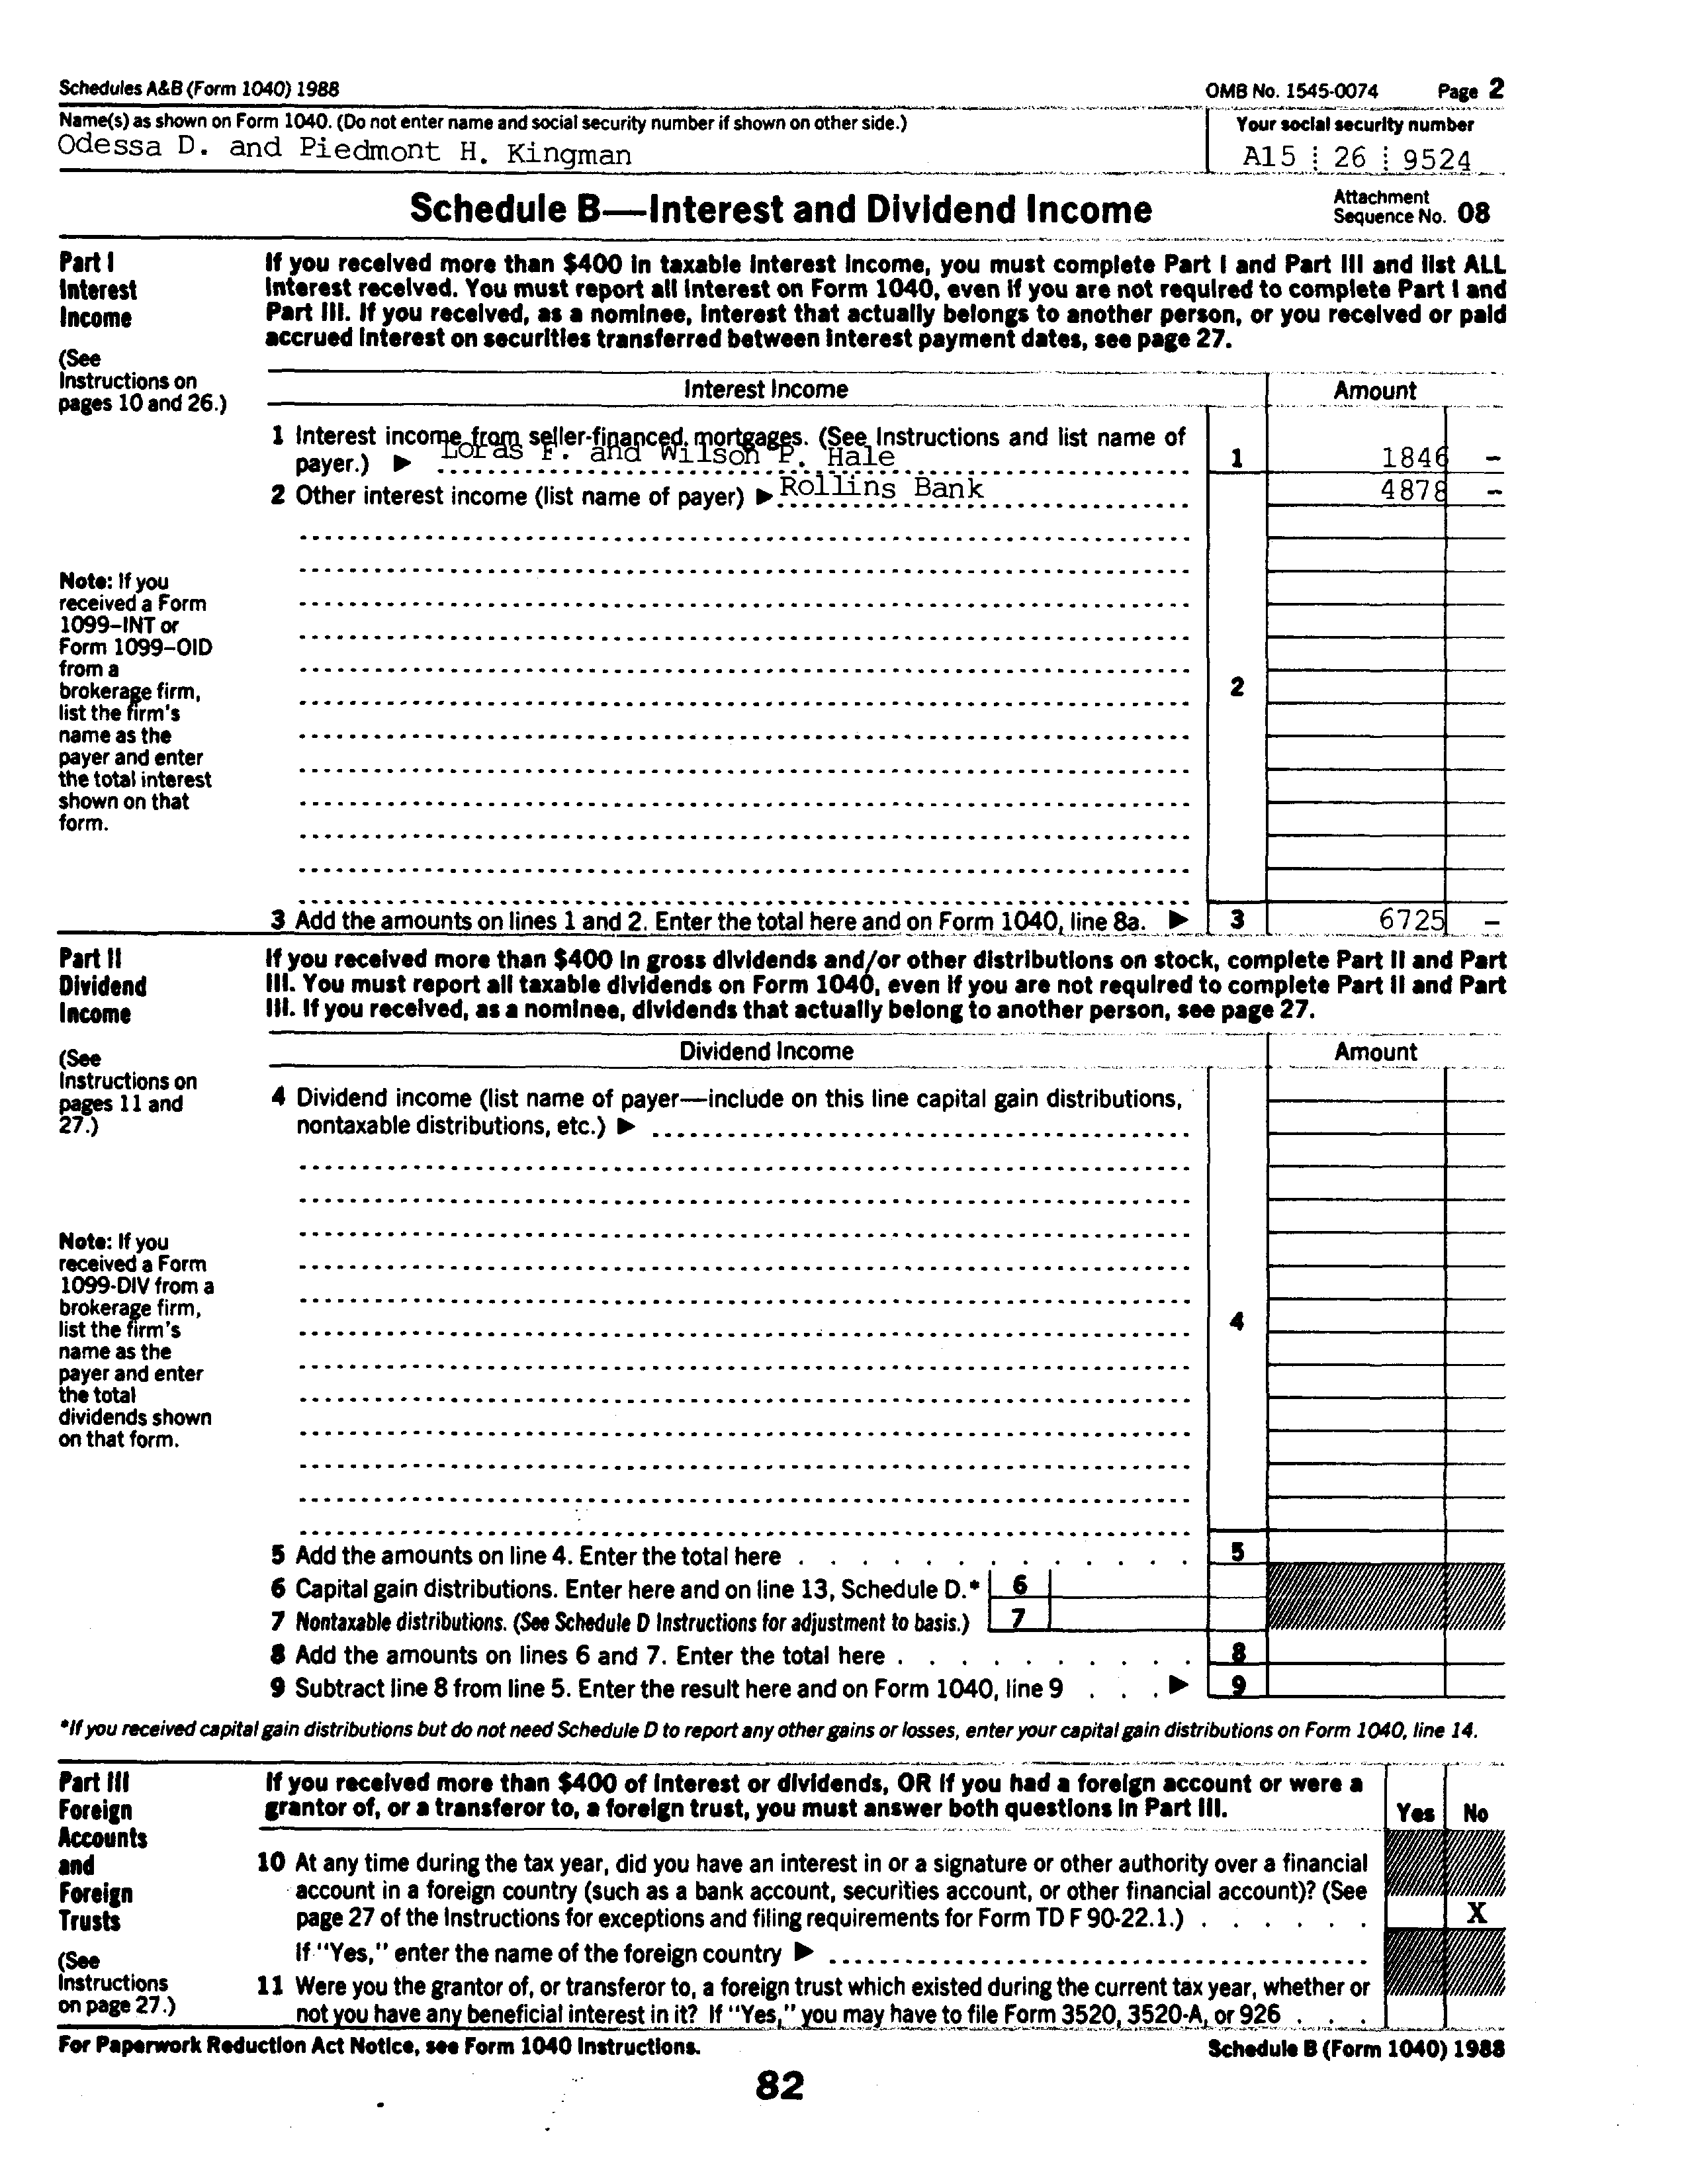 Schedules A&B (Form 1040) 1988 OMB No. 1545-0074 Page 2
Name(s) as shown on Form 1040. (Do not enter name and social security number if shown on other side.) Your social security number
Odessa D. and Piedmont H. Kingman A15 26 9524
Schedule B—Interest and Dividend Income Attachment Sequence No. 08
Part I
Interest
Income
(See
Instructions on
pages 10 and 26.)
If you received more than $400 in taxable interest income, you must complete Part I and Part III and list ALL
interest received. You must report all interest on Form 1040, even if you are not required to complete Part I and
Part III. If you received, as a nominee, interest that actually belongs to another person, or you received or paid
accrued interest on securities transferred between interest payment dates, see page 27.
Interest Income Amount
1 Interest income from seller-financed mortgages. (See Instructions and list name of
payer.) ▶ Loras F. and Wilson P. Hale 1 1846 –
2 Other interest income (list name of payer) ▶ Rollins Bank 4878 –
Note: If you
received a Form
1099–INT or
Form 1099–OID
from a
brokerage firm,
list the firm's
name as the
payer and enter
the total interest
shown on that
form.
2
3 Add the amounts on lines 1 and 2. Enter the total here and on Form 1040, line 8a. ▶ 3 6725 –
Part II
Dividend
Income
(See
Instructions on
pages 11 and
27.)
If you received more than $400 in gross dividends and/or other distributions on stock, complete Part II and Part
III. You must report all taxable dividends on Form 1040, even if you are not required to complete Part II and Part
III. If you received, as a nominee, dividends that actually belong to another person, see page 27.
Dividend Income Amount
4 Dividend income (list name of payer—include on this line capital gain distributions,
nontaxable distributions, etc.) ▶
Note: If you
received a Form
1099-DIV from a
brokerage firm,
list the firm's
name as the
payer and enter
the total
dividends shown
on that form.
4
5 Add the amounts on line 4. Enter the total here 5
6 Capital gain distributions. Enter here and on line 13, Schedule D.* 6
7 Nontaxable distributions. (See Schedule D Instructions for adjustment to basis.) 7
8 Add the amounts on lines 6 and 7. Enter the total here 8
9 Subtract line 8 from line 5. Enter the result here and on Form 1040, line 9 ▶ 9
*If you received capital gain distributions but do not need Schedule D to report any other gains or losses, enter your capital gain distributions on Form 1040, line 14.
Part III
Foreign
Accounts
and
Foreign
Trusts
(See
Instructions
on page 27.)
If you received more than $400 of interest or dividends, OR if you had a foreign account or were a
grantor of, or a transferor to, a foreign trust, you must answer both questions in Part III. Yes No
10 At any time during the tax year, did you have an interest in or a signature or other authority over a financial
account in a foreign country (such as a bank account, securities account, or other financial account)? (See
page 27 of the Instructions for exceptions and filing requirements for Form TD F 90-22.1.) X
If "Yes," enter the name of the foreign country ▶
11 Were you the grantor of, or transferor to, a foreign trust which existed during the current tax year, whether or
not you have any beneficial interest in it? If "Yes," you may have to file Form 3520, 3520-A, or 926
For Paperwork Reduction Act Notice, see Form 1040 Instructions. Schedule B (Form 1040) 1988
82